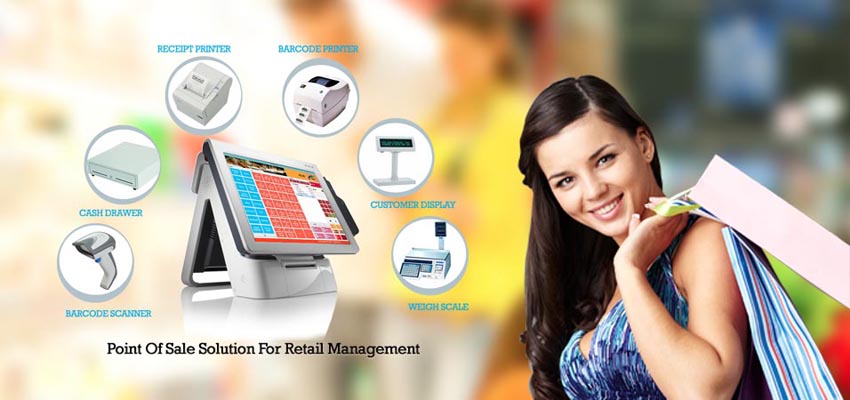 RECEIPT PRINTER
BARCODE PRINTER
CASH DRAWER
CUSTOMER DISPLAY
BARCODE SCANNER
WEIGH SCALE
Point Of Sale Solution For Retail Management